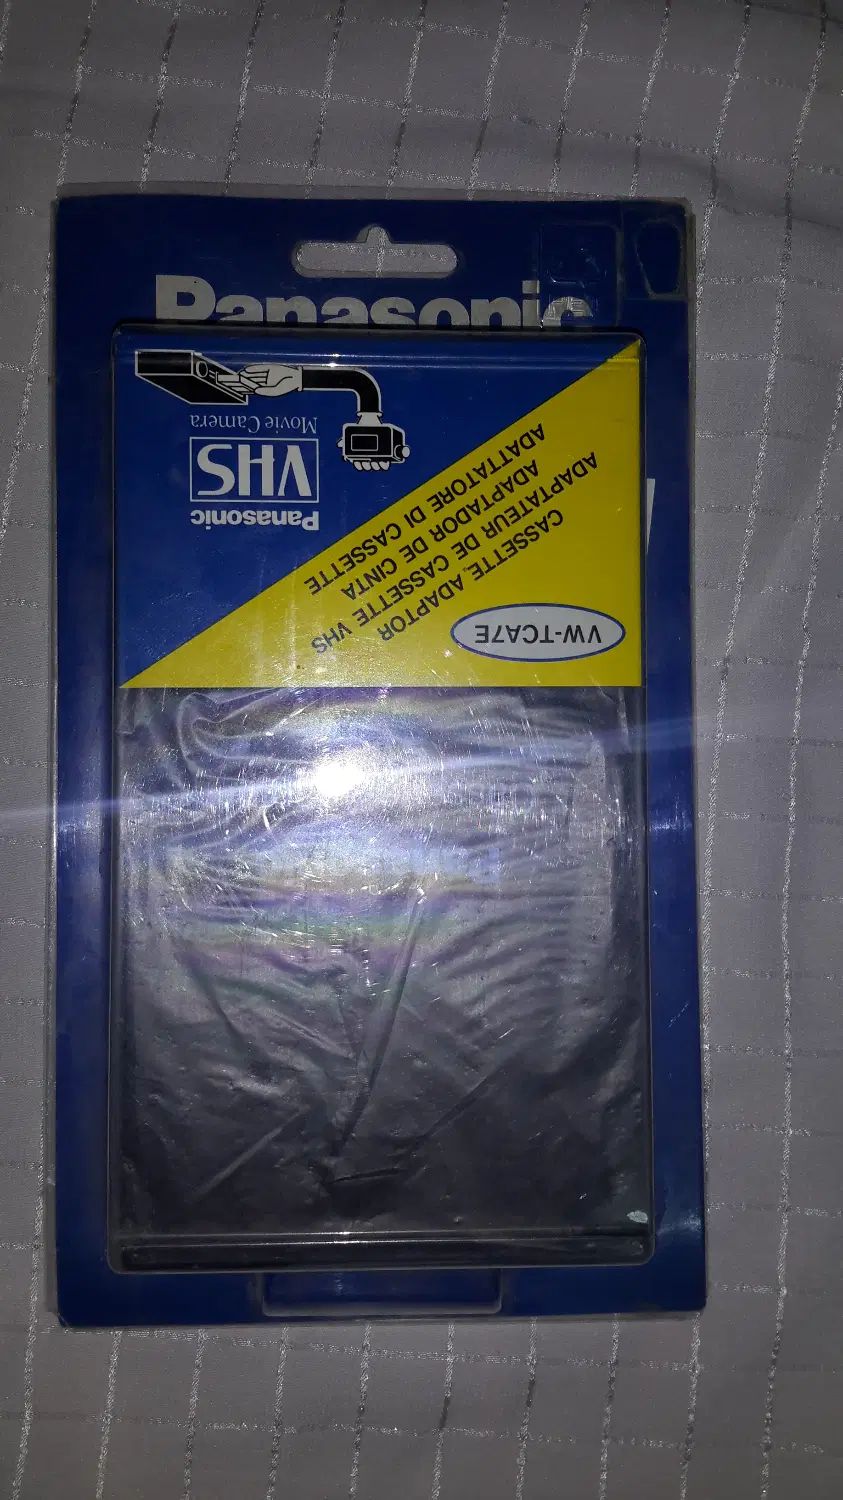 Panasonic
Panasonic
VHS
Movie Camera
VW-TCA7E
CASSETTE ADAPTOR
ADAPTATEUR DE CASSETTE VHS
ADAPTADOR DE CINTA
ADATTATORE DI CASSETTE